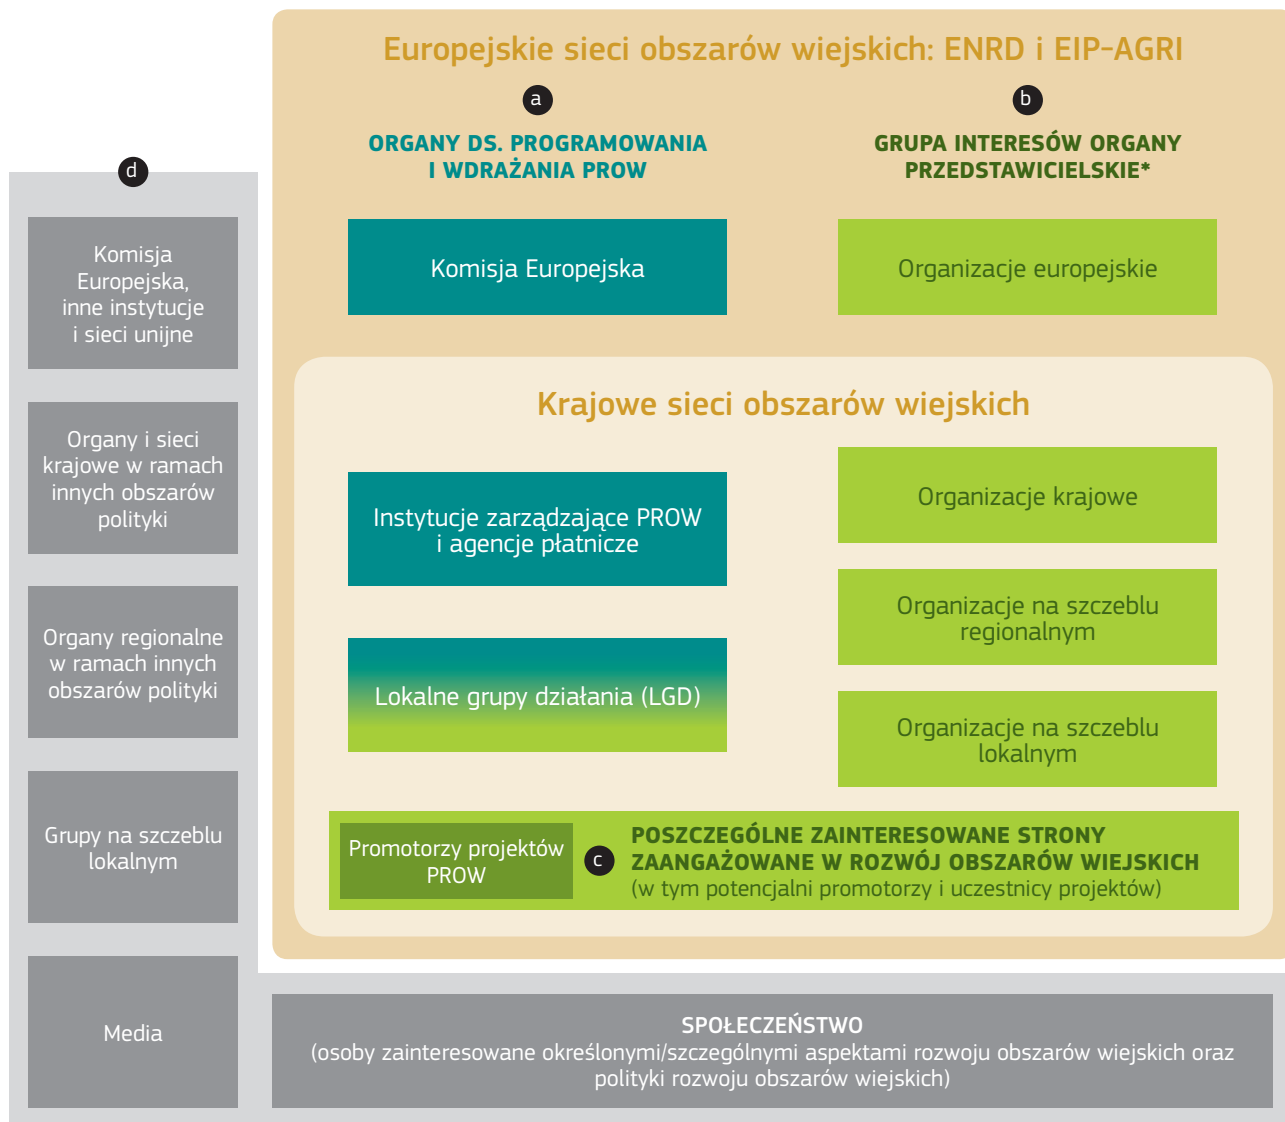 Europejskie sieci obszarów wiejskich: ENRD i EIP-AGRI
a
ORGANY DS. PROGRAMOWANIA
I WDRAŻANIA PROW
Komisja Europejska
b
GRUPA INTERESÓW ORGANY
PRZEDSTAWICIELSKIE*
Organizacje europejskie
Krajowe sieci obszarów wiejskich
Instytucje zarządzające PROW
i agencje płatnicze
Lokalne grupy działania (LGD)
Organizacje krajowe
Organizacje na szczeblu
regionalnym
Organizacje na szczeblu
lokalnym
Promotorzy projektów
PROW
c
POSZCZEGÓLNE ZAINTERESOWANE STRONY
ZAANGAŻOWANE W ROZWÓJ OBSZARÓW WIEJSKICH
(w tym potencjalni promotorzy i uczestnicy projektów)
d
Komisja
Europejska,
inne instytucje
i sieci unijne
Organy i sieci
krajowe w ramach
innych obszarów
polityki
Organy regionalne
w ramach innych
obszarów polityki
Grupy na szczeblu
lokalnym
Media
SPOŁECZEŃSTWO
(osoby zainteresowane określonymi/szczególnymi aspektami rozwoju obszarów wiejskich oraz
polityki rozwoju obszarów wiejskich)